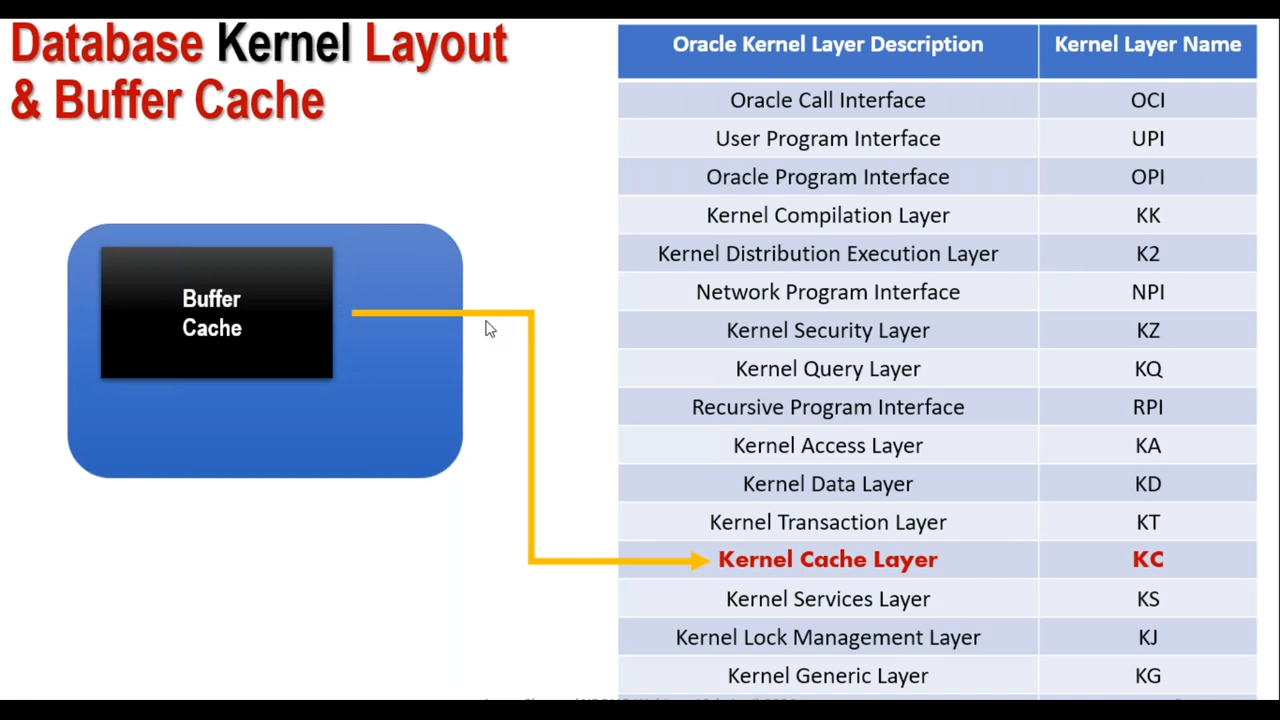 Database Kernel Layout
& Buffer Cache
Buffer
Cache
Oracle Kernel Layer Description Kernel Layer Name
Oracle Call Interface OCI
User Program Interface UPI
Oracle Program Interface OPI
Kernel Compilation Layer KK
Kernel Distribution Execution Layer K2
Network Program Interface NPI
Kernel Security Layer KZ
Kernel Query Layer KQ
Recursive Program Interface RPI
Kernel Access Layer KA
Kernel Data Layer KD
Kernel Transaction Layer KT
Kernel Cache Layer KC
Kernel Services Layer KS
Kernel Lock Management Layer KJ
Kernel Generic Layer KG